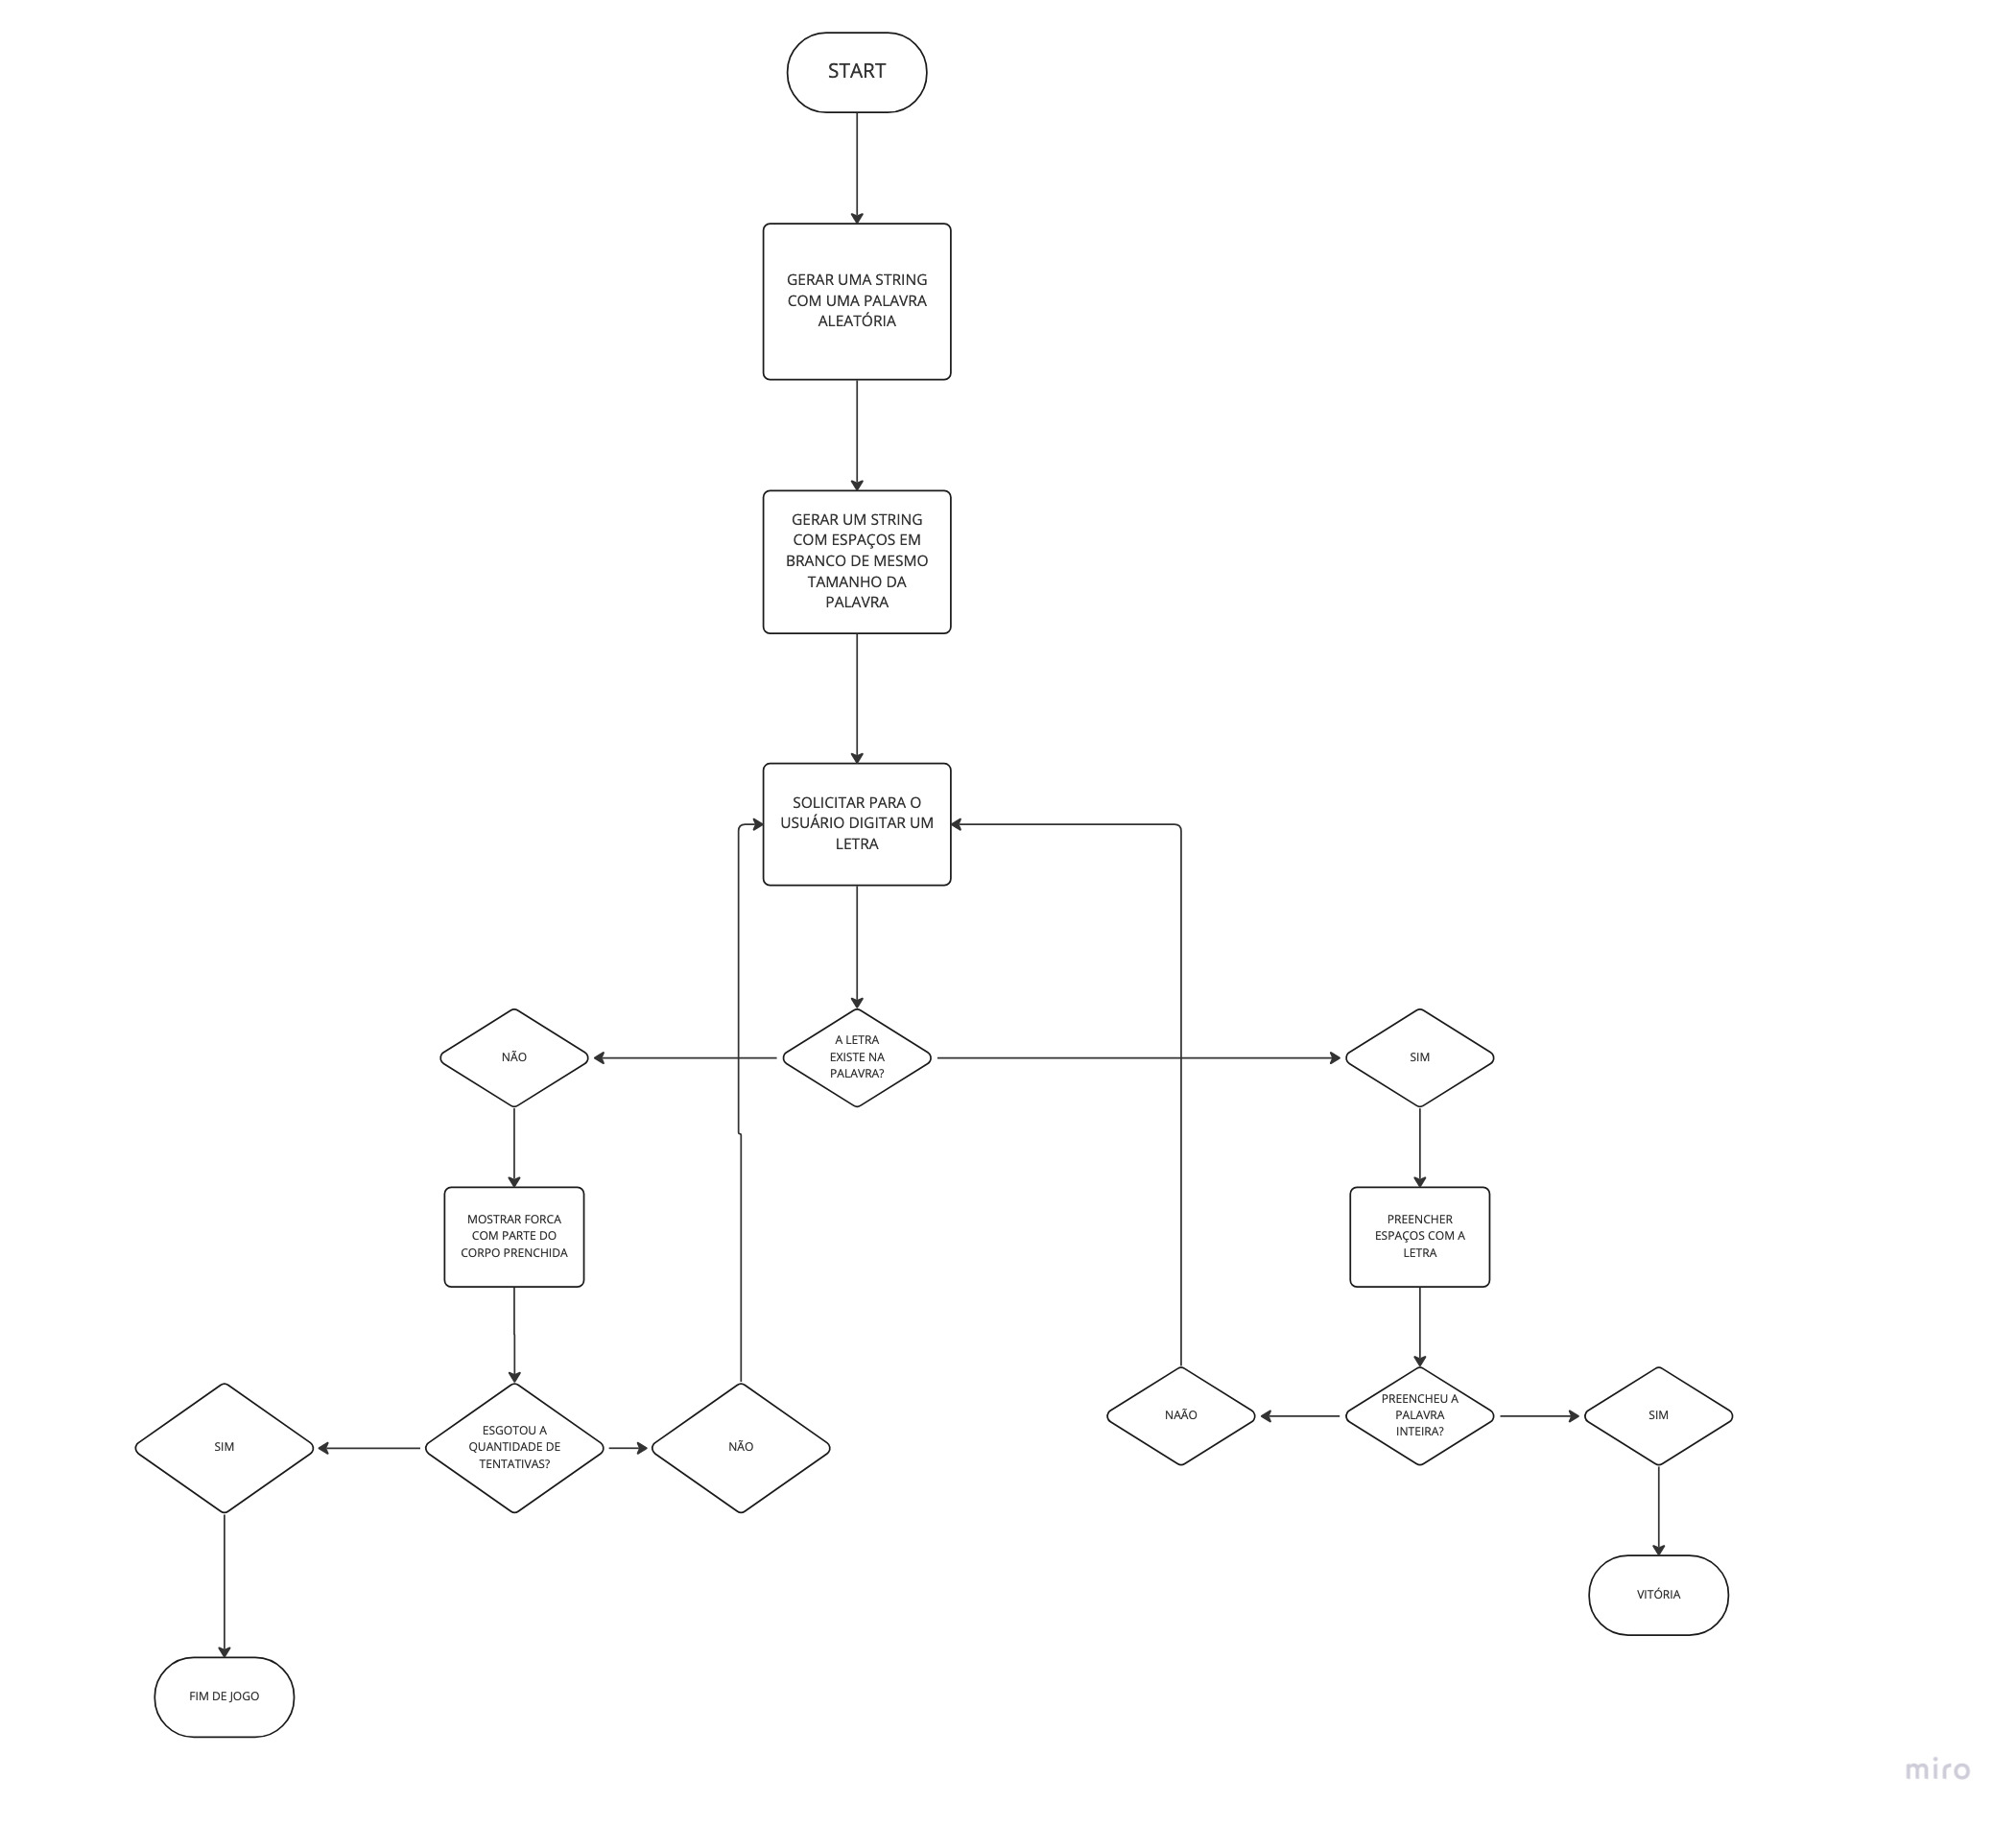 START
GERAR UMA STRING
COM UMA PALAVRA
ALEATÓRIA
GERAR UM STRING
COM ESPAÇOS EM
BRANCO DE MESMO
TAMANHO DA
PALAVRA
SOLICITAR PARA O
USUÁRIO DIGITAR UM
LETRA
NÃO
A LETRA
EXISTE NA
PALAVRA?
SIM
MOSTRAR FORCA
COM PARTE DO
CORPO PRENCHIDA
PREENCHER
ESPAÇOS COM A
LETRA
SIM
ESGOTOU A
QUANTIDADE DE
TENTATIVAS?
NÃO
NAÃO
PREENCHEU A
PALAVRA
INTEIRA?
SIM
VITÓRIA
FIM DE JOGO
miro